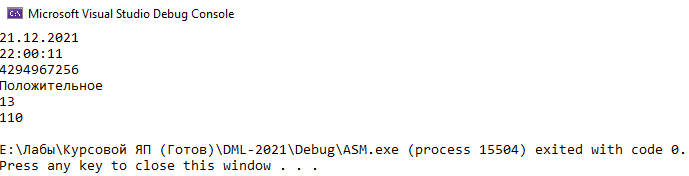 Microsoft Visual Studio Debug Console
21.12.2021
22:00:11
4294967256
Положительное
13
110
E:\Лабы\Курсовой ЯП (Готов)\DML-2021\Debug\ASM.exe (process 15504) exited with code 0.
Press any key to close this window . . .